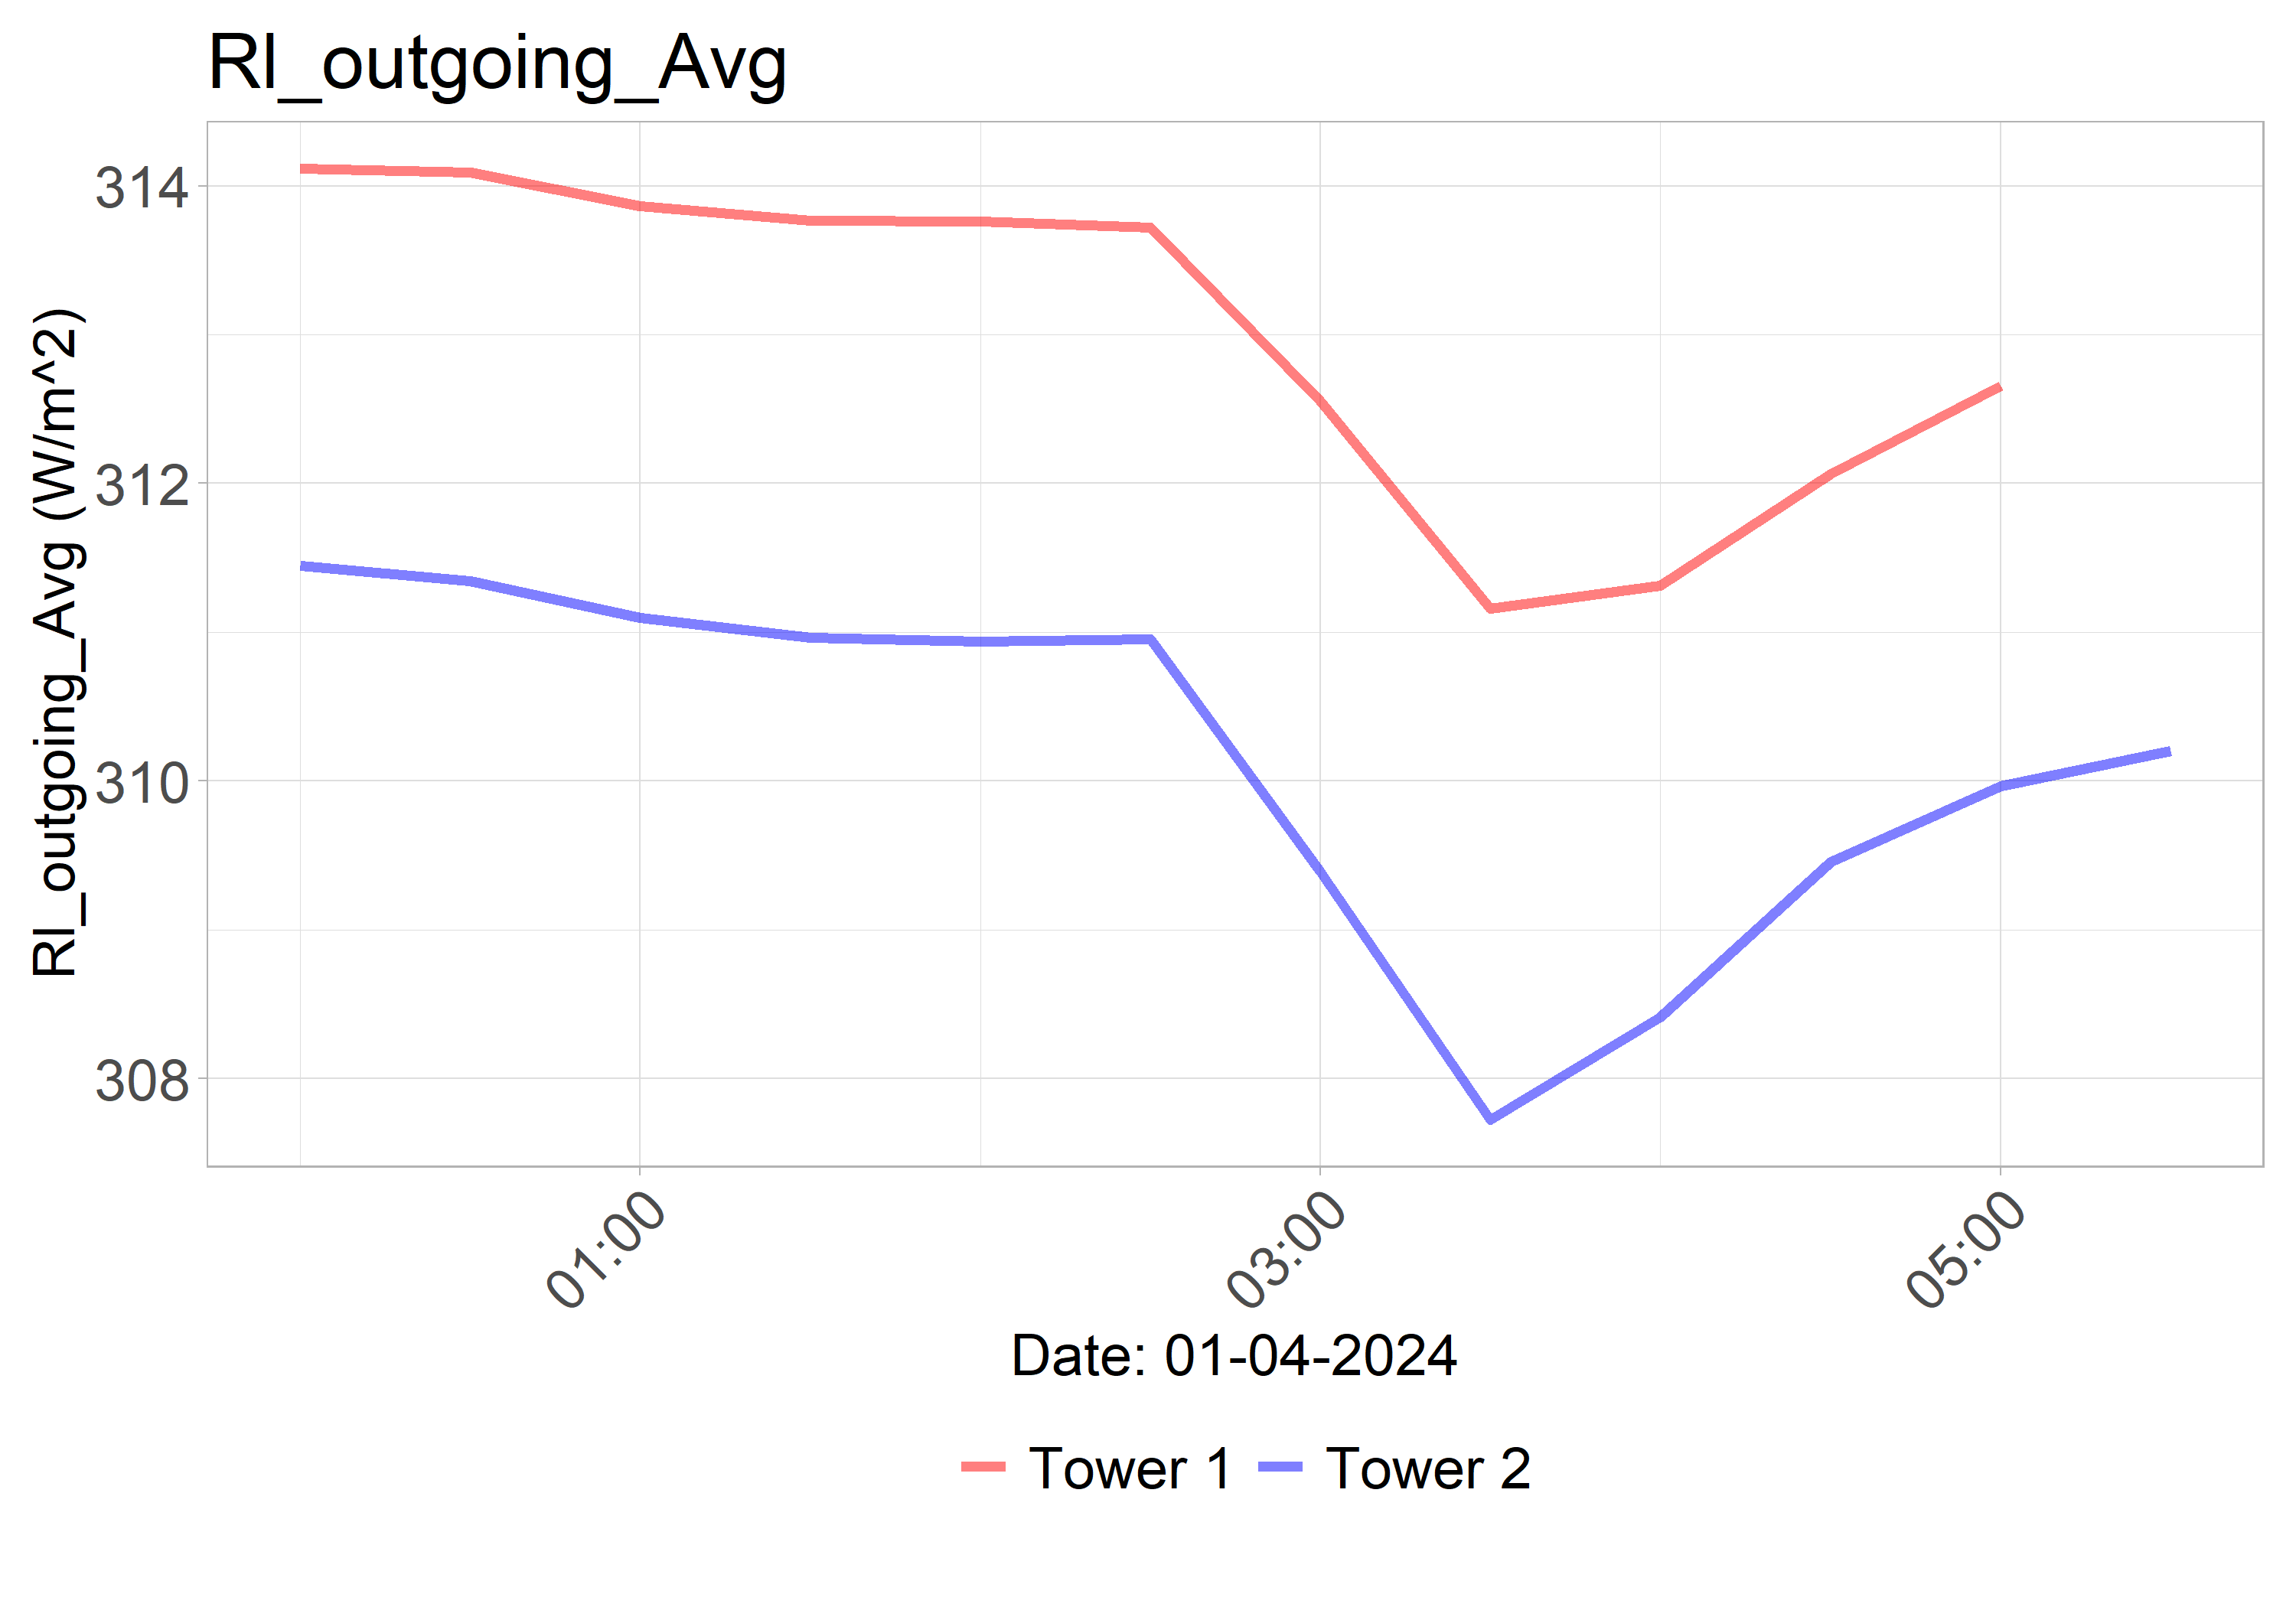 Rl_outgoing_Avg
Rl_outgoing_Avg (W/m^2)
314
312
310
308
01:00
03:00
05:00
Date: 01-04-2024
Tower 1
Tower 2